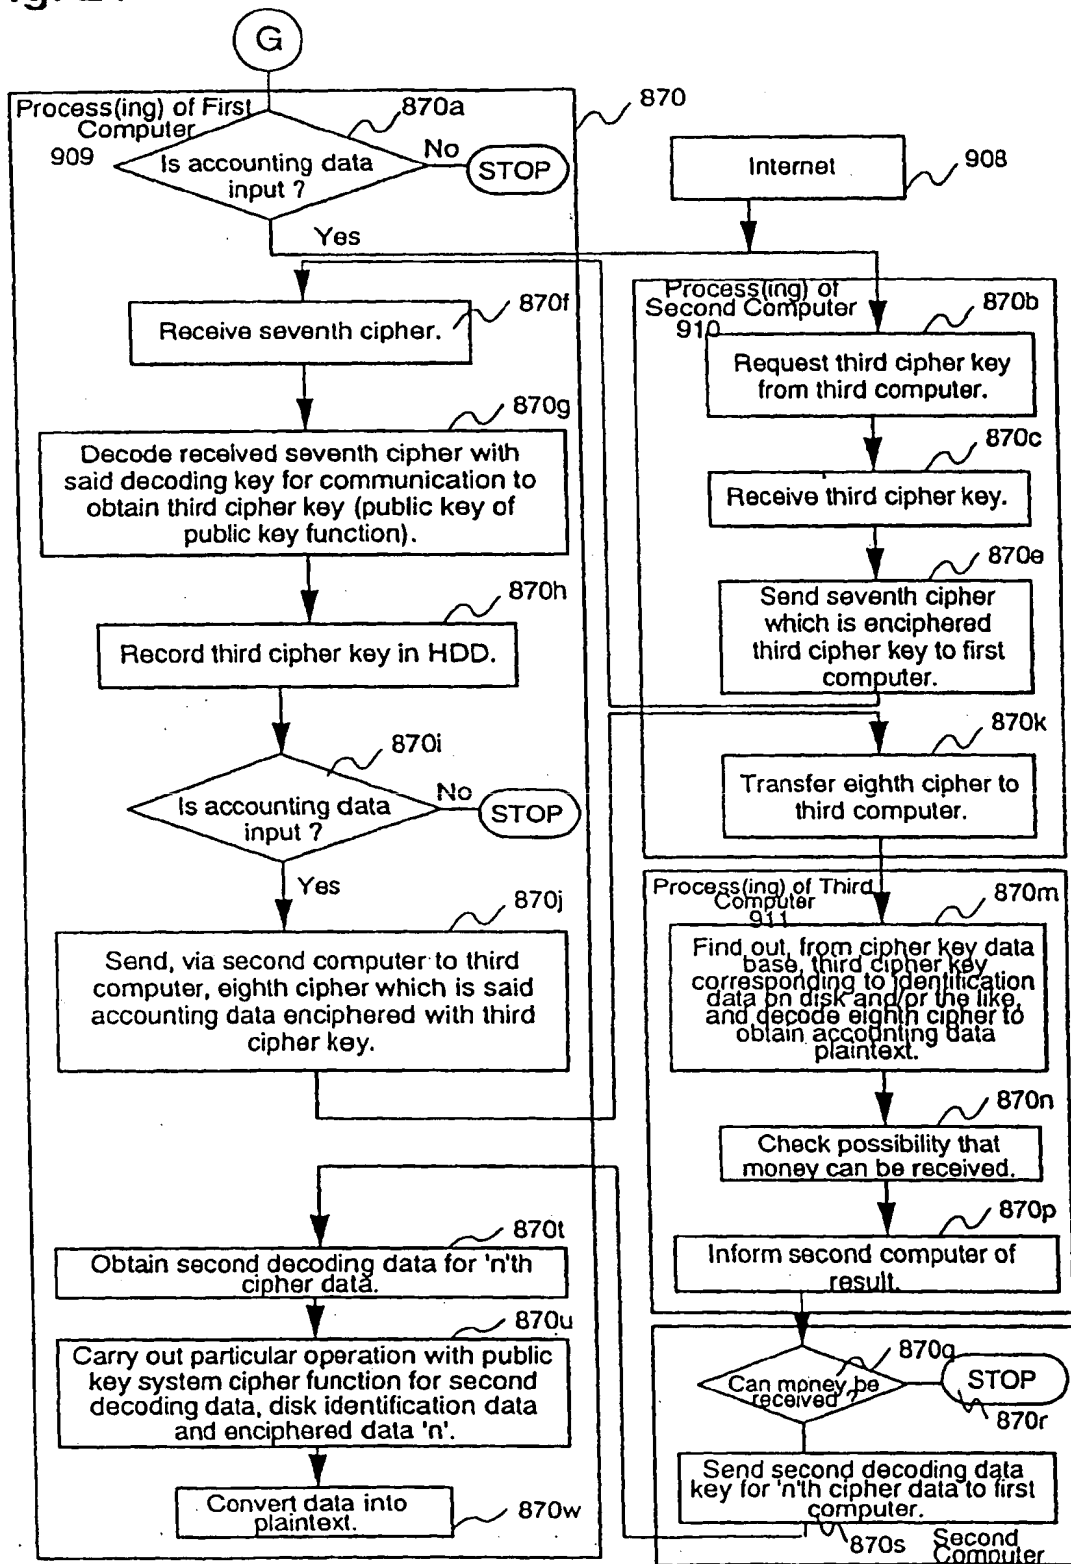 G
Process(ing) of First
Computer
909
870a
870
Is accounting data
input ?
No
STOP
Yes
Internet
908
Receive seventh cipher.
870f
Decode received seventh cipher with
said decoding key for communication to
obtain third cipher key (public key of
public key function).
870g
Record third cipher key in HDD.
870h
Is accounting data
input ?
870i
No
STOP
Yes
870j
Send, via second computer to third
computer, eighth cipher which is said
accounting data enciphered with third
cipher key.
Process(ing) of
Second Computer
910
870b
Request third cipher key
from third computer.
870c
Receive third cipher key.
870e
Send seventh cipher
which is enciphered
third cipher key to first
computer.
870k
Transfer eighth cipher to
third computer.
Process(ing) of Third
Computer
911
870m
Find out, from cipher key data
base, third cipher key
corresponding to identification
data on disk and/or the like,
and decode eighth cipher to
obtain accounting data
plaintext.
870n
Check possibility that
money can be received.
870p
Inform second computer of
result.
870q
Can money be
received ?
STOP
870r
Send second decoding data
key for 'n'th cipher data to first
computer.
870s
Second
Computer
870t
Obtain second decoding data for 'n'th
cipher data.
870u
Carry out particular operation with public
key system cipher function for second
decoding data, disk identification data
and enciphered data 'n'.
Convert data into
plaintext.
870w